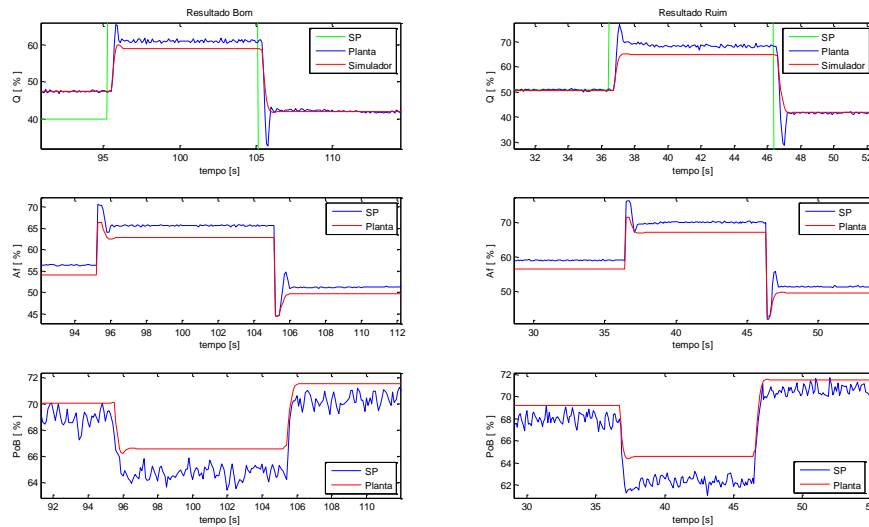 Resultado Bom
60
50
40
Q [ % ]
95
100
105
110
tempo [s]
SP
Planta
Simulador
Resultado Ruim
70
60
50
40
30
Q [ % ]
30
32
34
36
38
40
42
44
46
48
50
52
tempo [s]
SP
Planta
Simulador
70
65
60
55
50
45
Af [ % ]
94
96
98
100
102
104
106
108
110
112
tempo [s]
SP
Planta
70
60
50
Af [ % ]
30
35
40
45
50
tempo [s]
SP
Planta
72
70
68
66
64
PoB [ % ]
92
94
96
98
100
102
104
106
108
110
tempo [s]
SP
Planta
72
70
68
66
64
62
PoB [ % ]
30
35
40
45
50
55
tempo [s]
SP
Planta